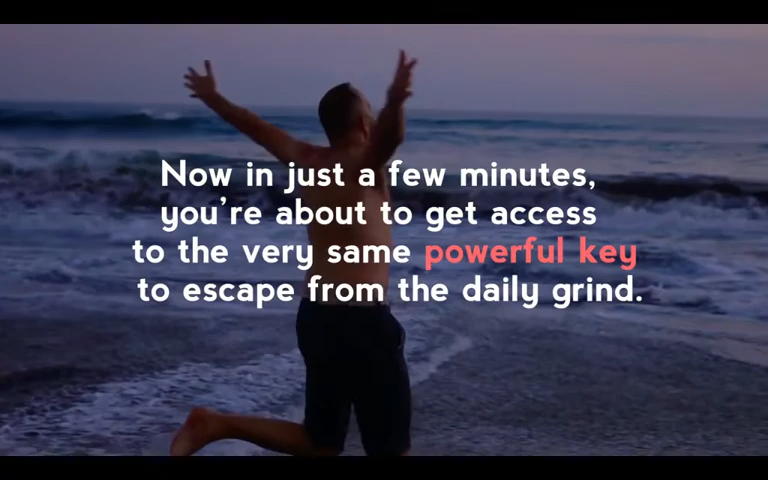 Now in just a few minutes,
you're about to get access
to the very same powerful key
to escape from the daily grind.